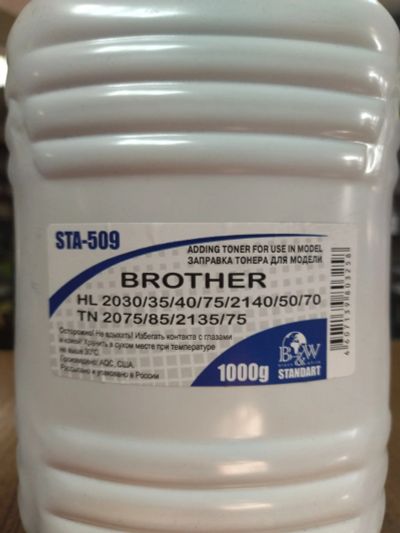 STA-509
ADDING TONER FOR USE IN MODEL
ЗАПРАВКА ТОНЕРА ДЛЯ МОДЕЛИ
BROTHER
HL 2030/35/40/75/2140/50/70
TN 2075/85/2135/75
Осторожно! Не вдыхать! Избегать контакта с глазами
и кожей! Хранить в сухом месте при температуре
не выше 30°C.
Произведено: AQC, США.
Рассыпано и упаковано в России
1000g
B&W
STANDART